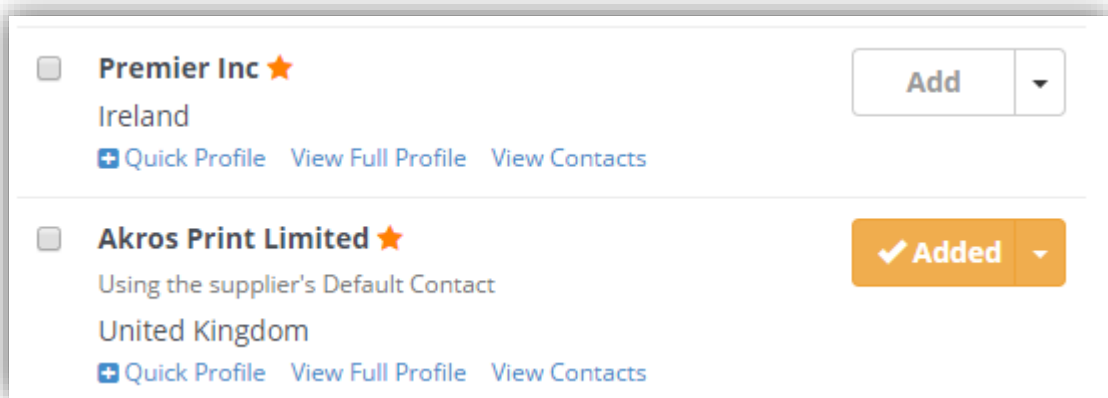 Premier Inc
Add
Ireland
Quick Profile View Full Profile View Contacts
Akros Print Limited
Added
Using the supplier's Default Contact
United Kingdom
Quick Profile View Full Profile View Contacts